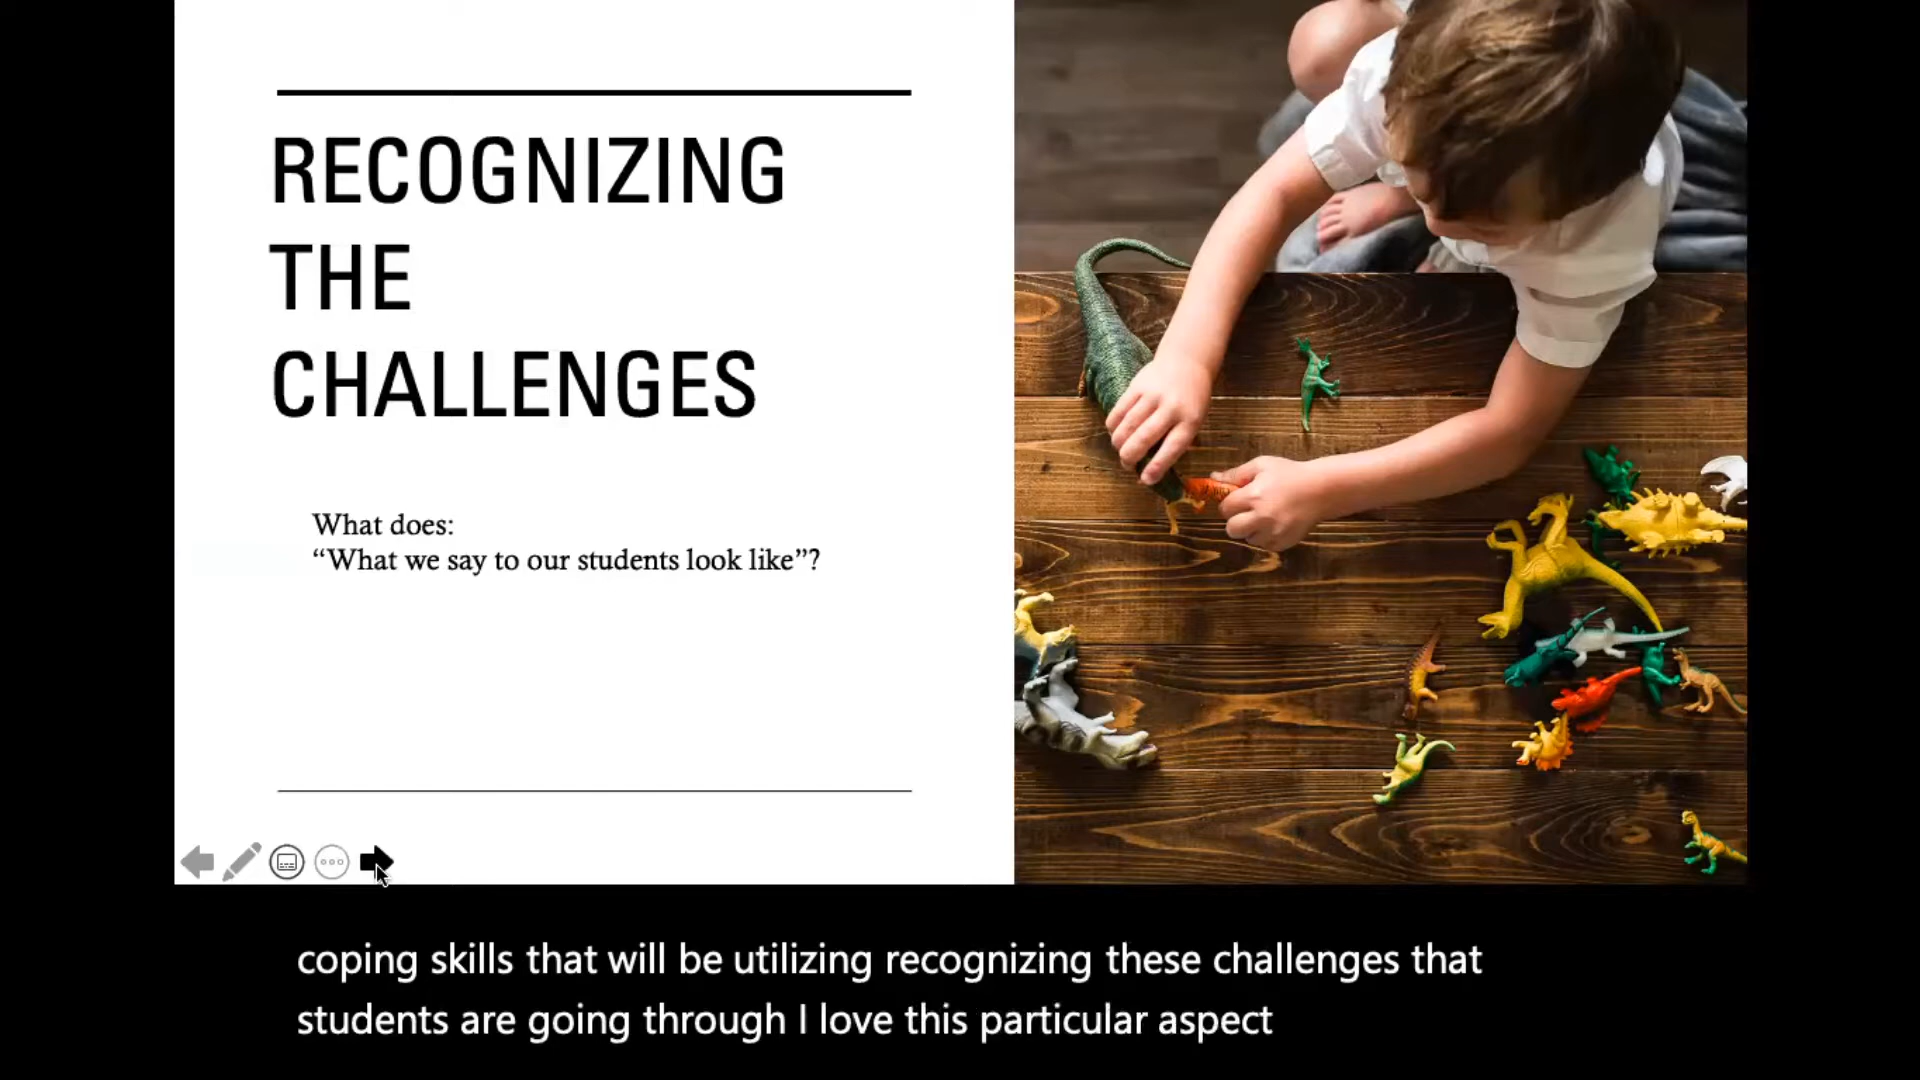 RECOGNIZING
THE
CHALLENGES
What does:
“What we say to our students look like”?
coping skills that will be utilizing recognizing these challenges that
students are going through I love this particular aspect